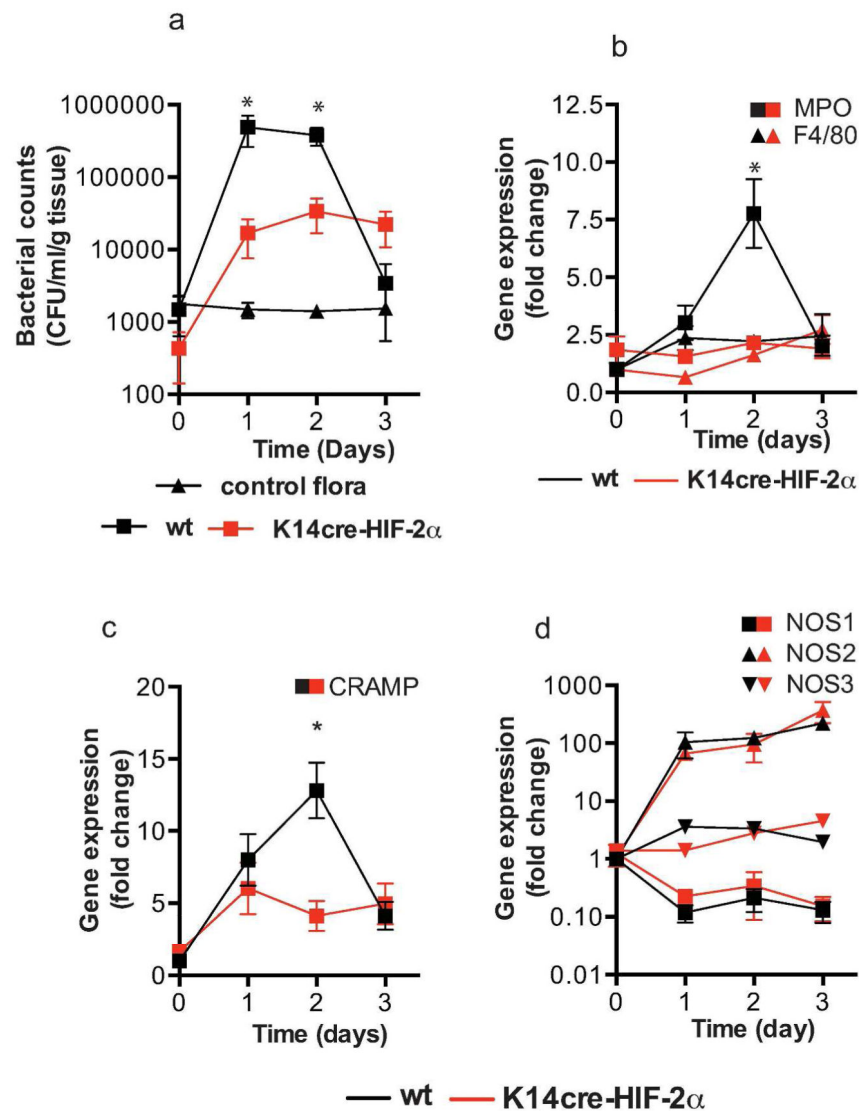 a
Bacterial counts
(CFU/ml/g tissue)
1000000
100000
10000
1000
100
* *
0 1 2 3
Time (Days)
control flora
wt K14cre-HIF-2α
b
Gene expression
(fold change)
12.5
10.0
7.5
5.0
2.5
0.0
MPO
F4/80
*
0 1 2 3
Time (days)
wt K14cre-HIF-2α
c
Gene expression
(fold change)
20
15
10
5
0
CRAMP
*
0 1 2 3
Time (days)
d
NOS1
NOS2
NOS3
Gene expression
(fold change)
1000
100
10
1
0.10
0.01
0 1 2 3
Time (day)
wt K14cre-HIF-2α